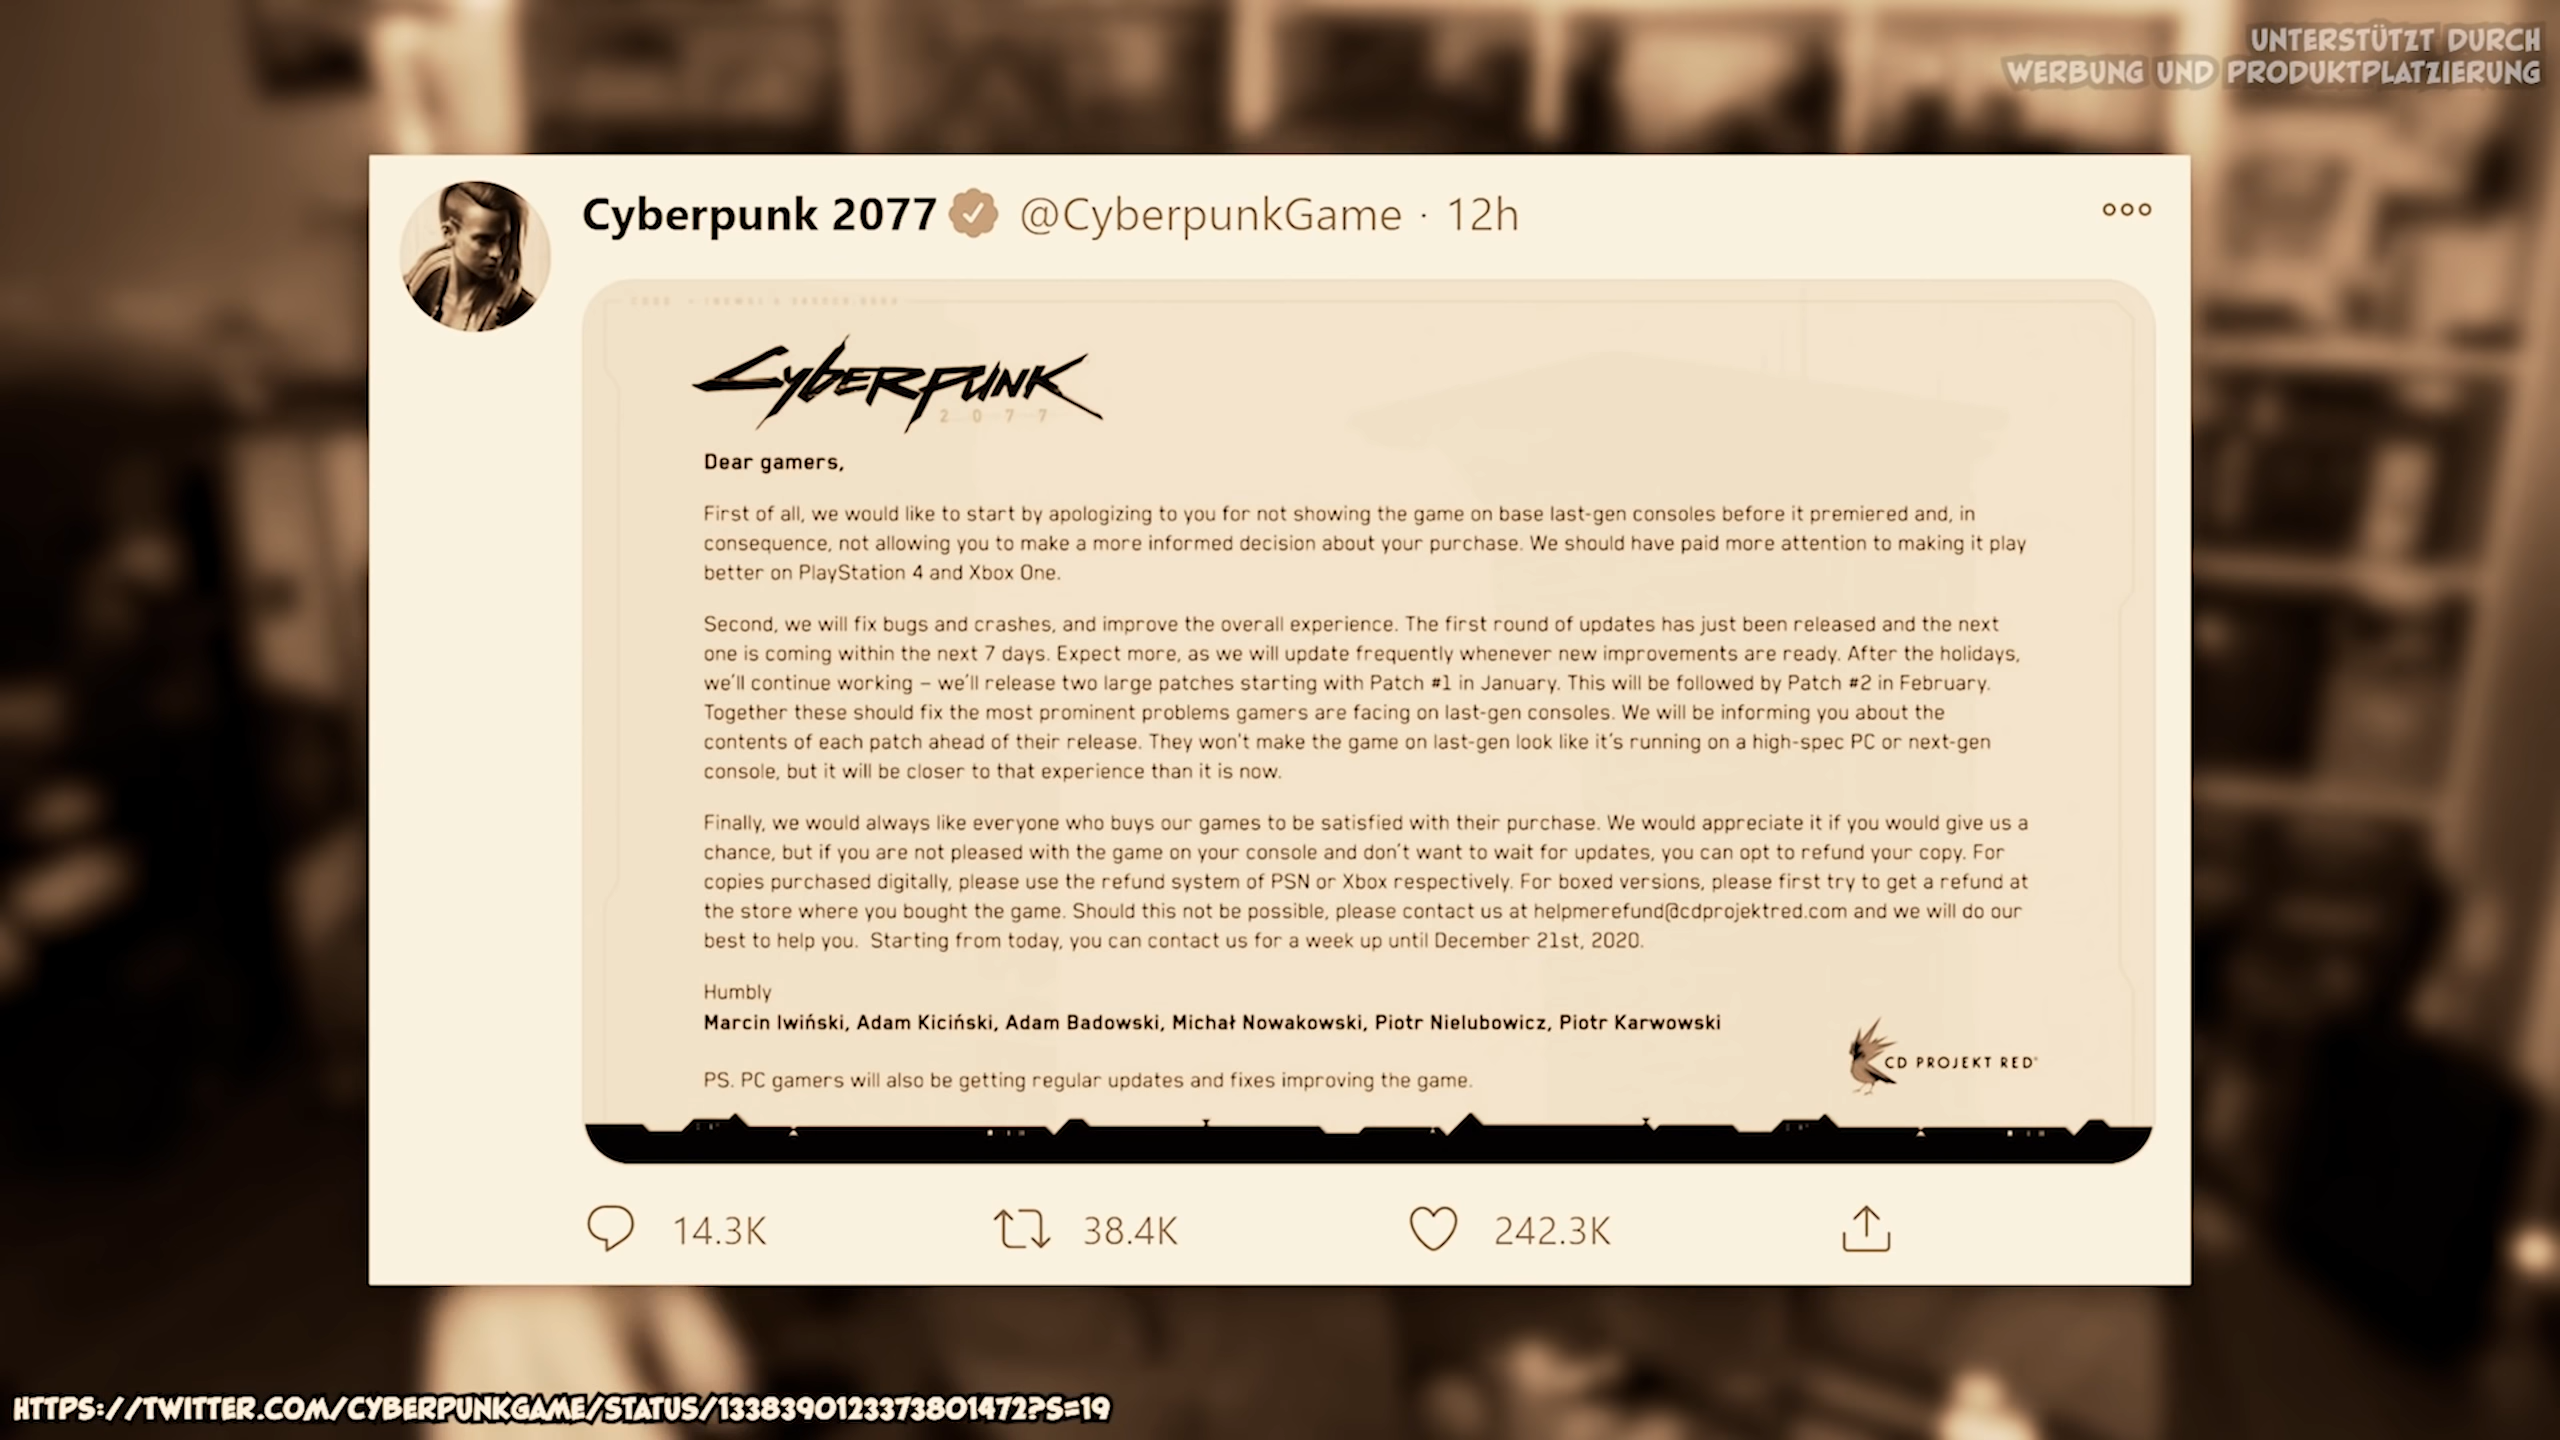 UNTERSTÜTZT DURCH
WERBUNG UND PRODUKTPLATZIERUNG
Cyberpunk 2077 @CyberpunkGame · 12h
CYBERPUNK
2077
Dear gamers,
First of all, we would like to start by apologizing to you for not showing the game on base last-gen consoles before it premiered and, in
consequence, not allowing you to make a more informed decision about your purchase. We should have paid more attention to making it play
better on PlayStation 4 and Xbox One.
Second, we will fix bugs and crashes, and improve the overall experience. The first round of updates has just been released and the next
one is coming within the next 7 days. Expect more, as we will update frequently whenever new improvements are ready. After the holidays,
we'll continue working – we'll release two large patches starting with Patch #1 in January. This will be followed by Patch #2 in February.
Together these should fix the most prominent problems gamers are facing on last-gen consoles. We will be informing you about the
contents of each patch ahead of their release. They won't make the game on last-gen look like it's running on a high-spec PC or next-gen
console, but it will be closer to that experience than it is now.
Finally, we would always like everyone who buys our games to be satisfied with their purchase. We would appreciate it if you would give us a
chance, but if you are not pleased with the game on your console and don't want to wait for updates, you can opt to refund your copy. For
copies purchased digitally, please use the refund system of PSN or Xbox respectively. For boxed versions, please first try to get a refund at
the store where you bought the game. Should this not be possible, please contact us at helpmerefund@cdprojektred.com and we will do our
best to help you. Starting from today, you can contact us for a week up until December 21st, 2020.
Humbly
Marcin Iwiński, Adam Kiciński, Adam Badowski, Michał Nowakowski, Piotr Nielubowicz, Piotr Karwowski
CD PROJEKT RED®
PS. PC gamers will also be getting regular updates and fixes improving the game.
14.3K 38.4K 242.3K
HTTPS://TWITTER.COM/CYBERPUNKGAME/STATUS/1338390123373801472?S=19